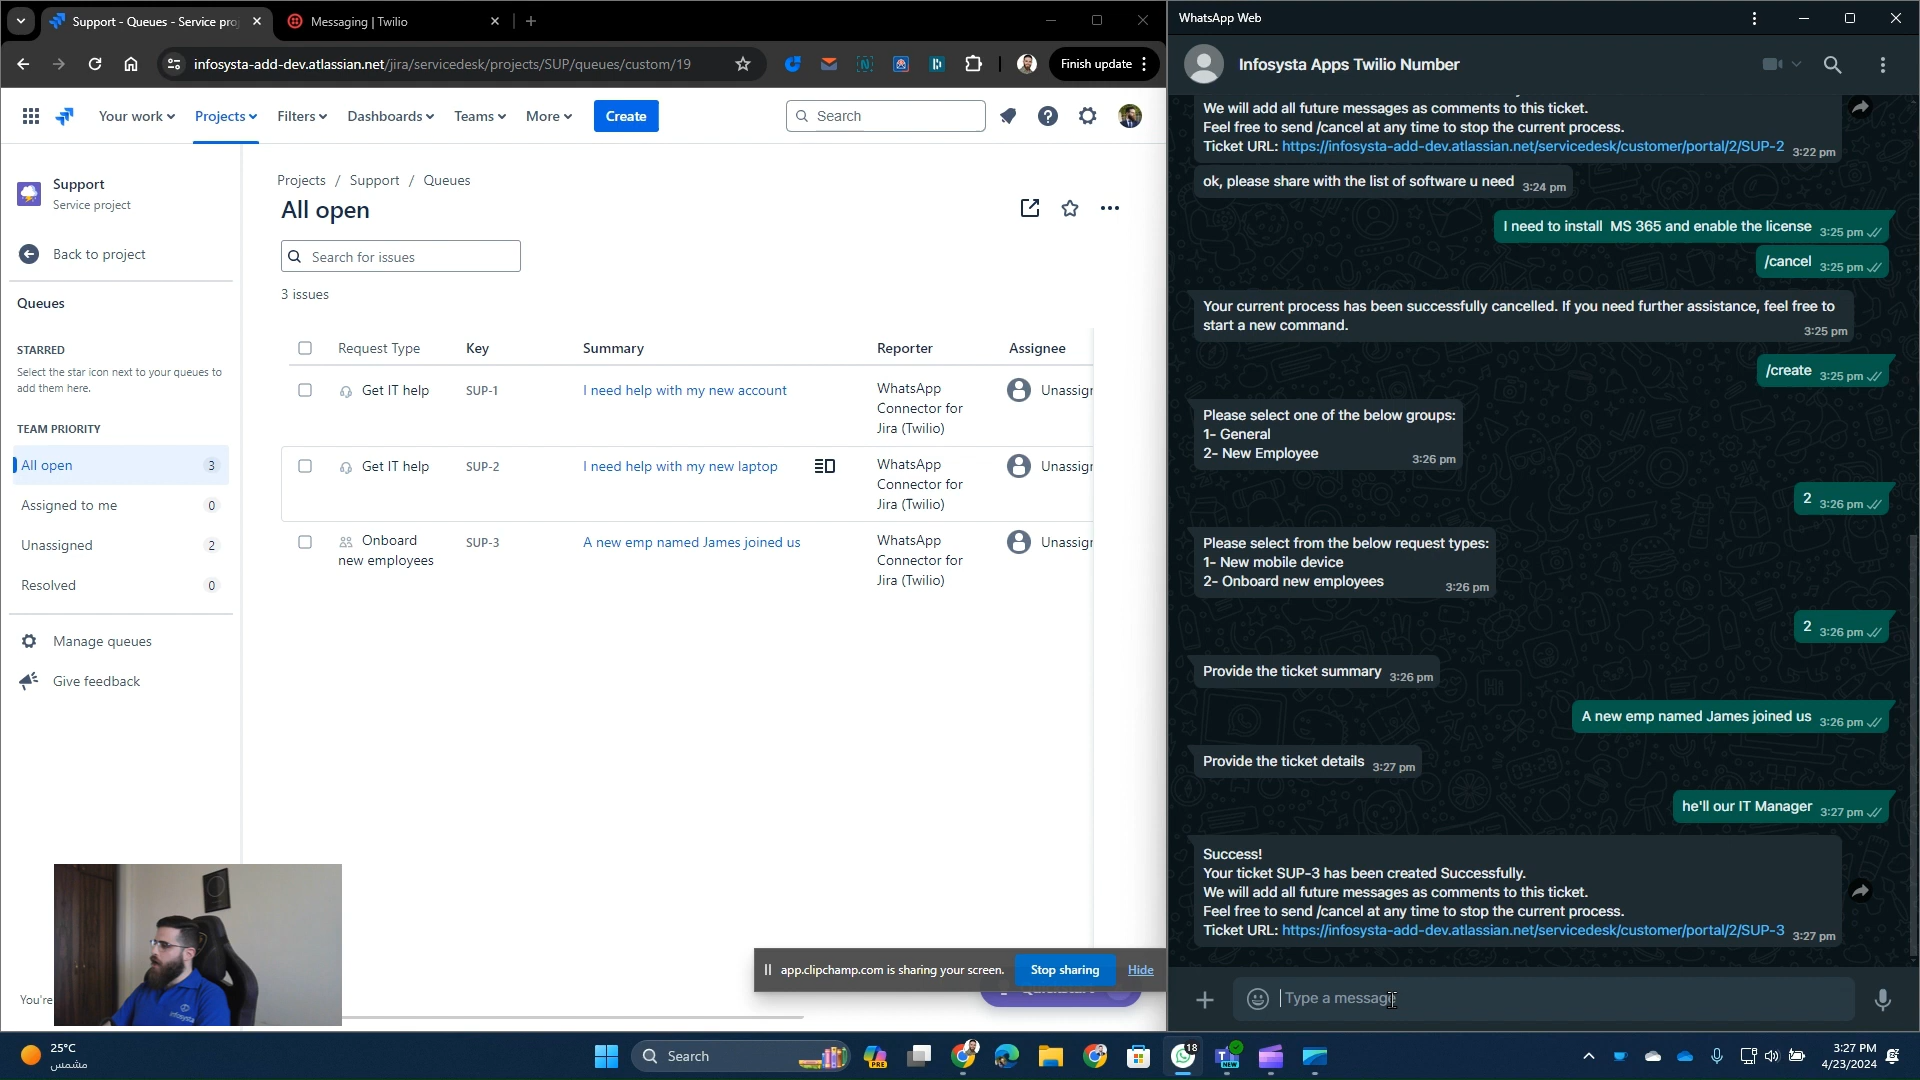 Support - Queues - Service pro
Messaging | Twilio
infosysta-add-dev.atlassian.net/jira/servicedesk/projects/SUP/queues/custom/19
Finish update
Your work
Projects
Filters
Dashboards
Teams
More
Create
Search
Support
Service project
Back to project
Queues
STARRED
Select the star icon next to your queues to
add them here.
TEAM PRIORITY
All open 3
Assigned to me 0
Unassigned 2
Resolved 0
Manage queues
Give feedback
You're
Projects / Support / Queues
All open
Search for issues
3 issues
Request Type Key Summary Reporter Assignee
Get IT help SUP-1 I need help with my new account WhatsApp Connector for Jira (Twilio) Unassigr
Get IT help SUP-2 I need help with my new laptop WhatsApp Connector for Jira (Twilio) Unassigr
Onboard new employees SUP-3 A new emp named James joined us WhatsApp Connector for Jira (Twilio) Unassigr
app.clipchamp.com is sharing your screen.
Stop sharing
Hide
WhatsApp Web
Infosysta Apps Twilio Number
We will add all future messages as comments to this ticket.
Feel free to send /cancel at any time to stop the current process.
Ticket URL: https://infosysta-add-dev.atlassian.net/servicedesk/customer/portal/2/SUP-2 3:22 pm
ok, please share with the list of software u need 3:24 pm
I need to install MS 365 and enable the license 3:25 pm
/cancel 3:25 pm
Your current process has been successfully cancelled. If you need further assistance, feel free to
start a new command. 3:25 pm
/create 3:25 pm
Please select one of the below groups:
1- General
2- New Employee 3:26 pm
2 3:26 pm
Please select from the below request types:
1- New mobile device
2- Onboard new employees 3:26 pm
2 3:26 pm
Provide the ticket summary 3:26 pm
A new emp named James joined us 3:26 pm
Provide the ticket details 3:27 pm
he'll our IT Manager 3:27 pm
Success!
Your ticket SUP-3 has been created Successfully.
We will add all future messages as comments to this ticket.
Feel free to send /cancel at any time to stop the current process.
Ticket URL: https://infosysta-add-dev.atlassian.net/servicedesk/customer/portal/2/SUP-3 3:27 pm
Type a message
25°C
مشمس
Search
PRE
18
NEW
3:27 PM
4/23/2024